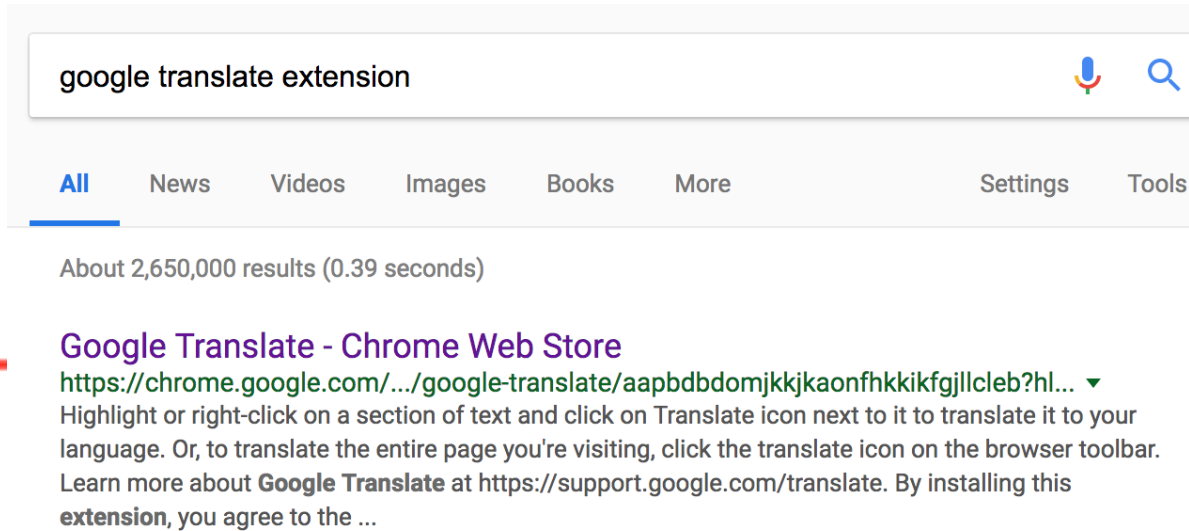 google translate extension
All News Videos Images Books More Settings Tools
About 2,650,000 results (0.39 seconds)
Google Translate - Chrome Web Store
https://chrome.google.com/.../google-translate/aapbdbdomjkkjkaonfhkkikfgjllcleb?hl...
Highlight or right-click on a section of text and click on Translate icon next to it to translate it to your
language. Or, to translate the entire page you're visiting, click the translate icon on the browser toolbar.
Learn more about Google Translate at https://support.google.com/translate. By installing this
extension, you agree to the ...